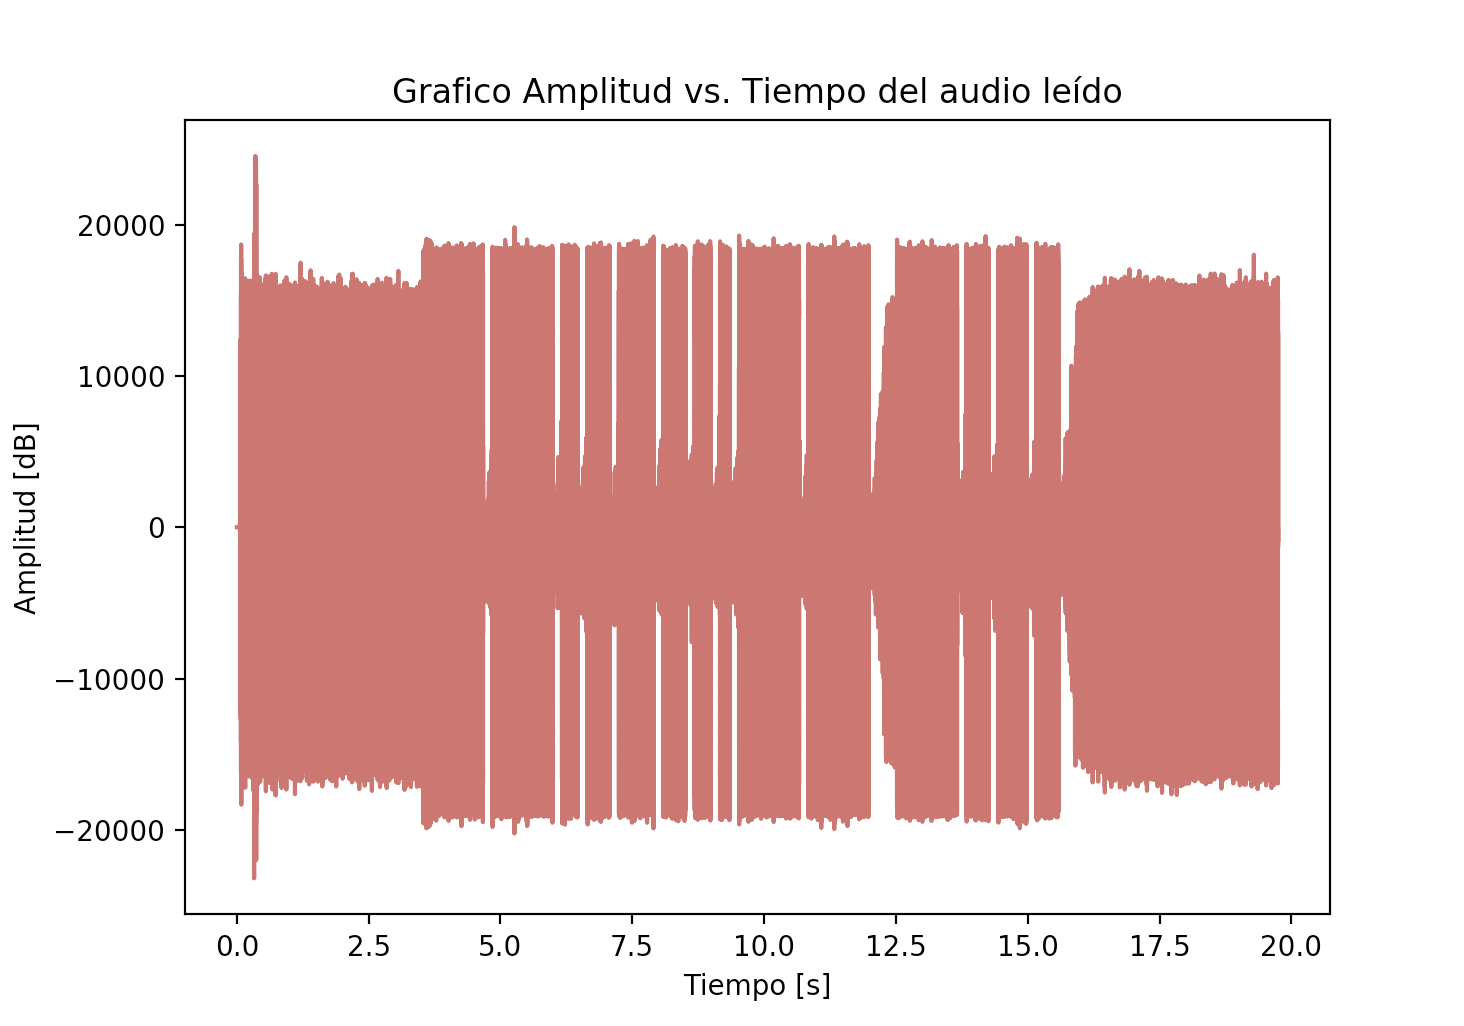 Grafico Amplitud vs. Tiempo del audio leído
Amplitud [dB]
20000
10000
0
−10000
−20000
0.0 2.5 5.0 7.5 10.0 12.5 15.0 17.5 20.0
Tiempo [s]